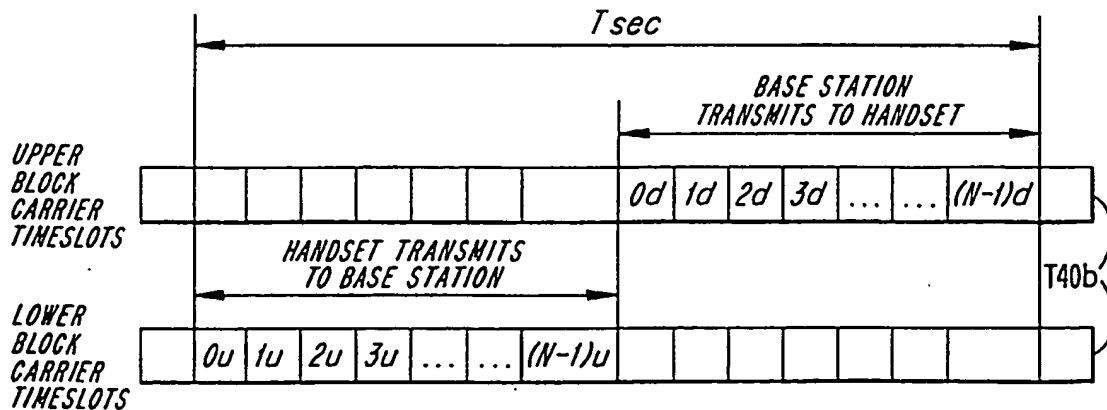 T sec
BASE STATION
TRANSMITS TO HANDSET
UPPER
BLOCK
CARRIER
TIMESLOTS
0d 1d 2d 3d ... ... (N-1)d
HANDSET TRANSMITS
TO BASE STATION
T40b
LOWER
BLOCK
CARRIER
TIMESLOTS
0u 1u 2u 3u ... ... (N-1)u